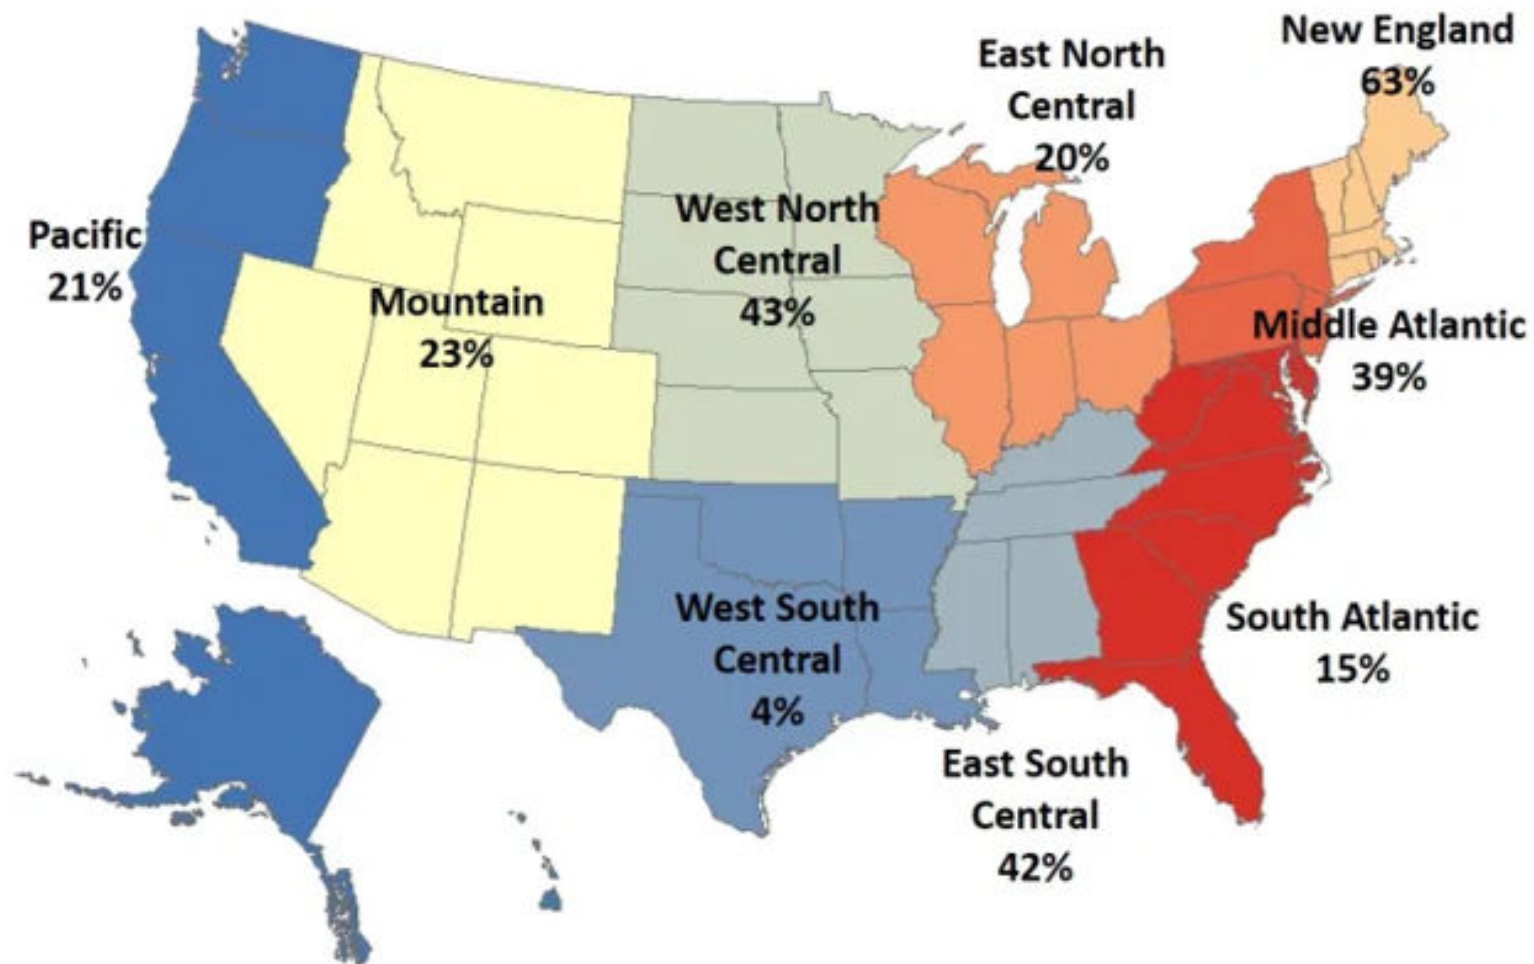 New England
63%
East North
Central
20%
West North
Central
43%
Pacific
21%
Mountain
23%
Middle Atlantic
39%
West South
Central
4%
South Atlantic
15%
East South
Central
42%